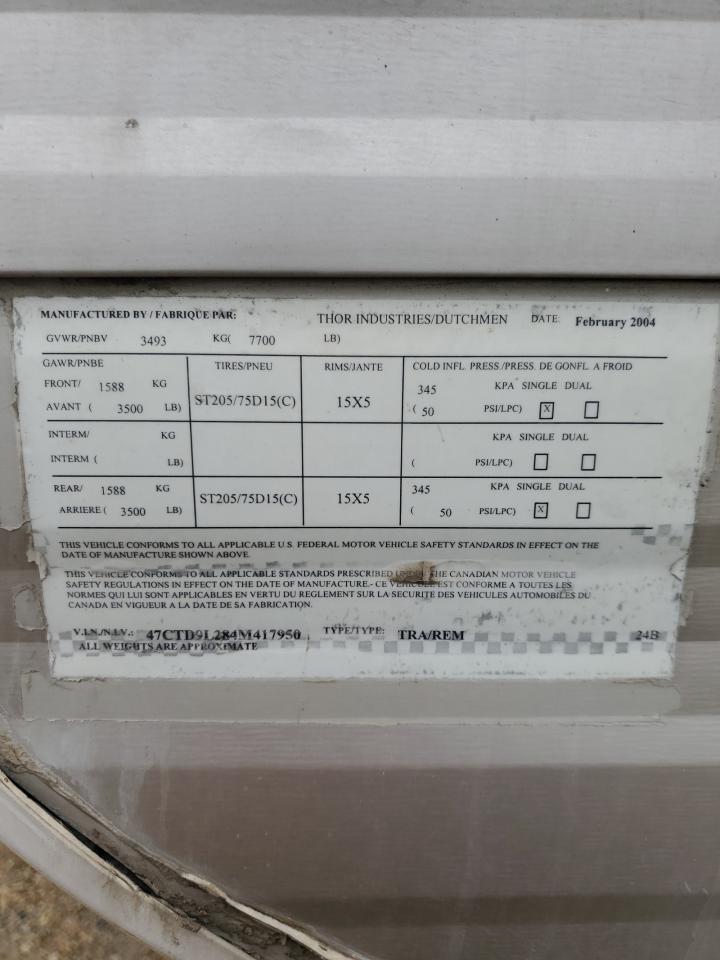 MANUFACTURED BY / FABRIQUE PAR: THOR INDUSTRIES/DUTCHMEN DATE: February 2004
GVWR/PNBV 3493 KG( 7700 LB)
GAWR/PNBE TIRES/PNEU RIMS/JANTE COLD INFL. PRESS./PRESS. DE GONFL. A FROID
FRONT/ 1588 KG 345 KPA SINGLE DUAL
AVANT ( 3500 LB) ST205/75D15(C) 15X5 ( 50 PSI/LPC) X
INTERM/ KG KPA SINGLE DUAL
INTERM ( LB) ( PSI/LPC)
REAR/ 1588 KG 345 KPA SINGLE DUAL
ARRIERE ( 3500 LB) ST205/75D15(C) 15X5 ( 50 PSI/LPC) X
THIS VEHICLE CONFORMS TO ALL APPLICABLE U.S. FEDERAL MOTOR VEHICLE SAFETY STANDARDS IN EFFECT ON THE
DATE OF MANUFACTURE SHOWN ABOVE.
THIS VEHICLE CONFORMS TO ALL APPLICABLE STANDARDS PRESCRIBED UNDER THE CANADIAN MOTOR VEHICLE
SAFETY REGULATIONS IN EFFECT ON THE DATE OF MANUFACTURE.- CE VEHICULE EST CONFORME A TOUTES LES
NORMES QUI LUI SONT APPLICABLES EN VERTU DU REGLEMENT SUR LA SECURITE DES VEHICULES AUTOMOBILES DU
CANADA EN VIGUEUR A LA DATE DE SA FABRICATION.
V.I.N./N.I.V.: 47CTD9L284M417950 TYPE/TYPE: TRA/REM 24B
ALL WEIGHTS ARE APPROXIMATE